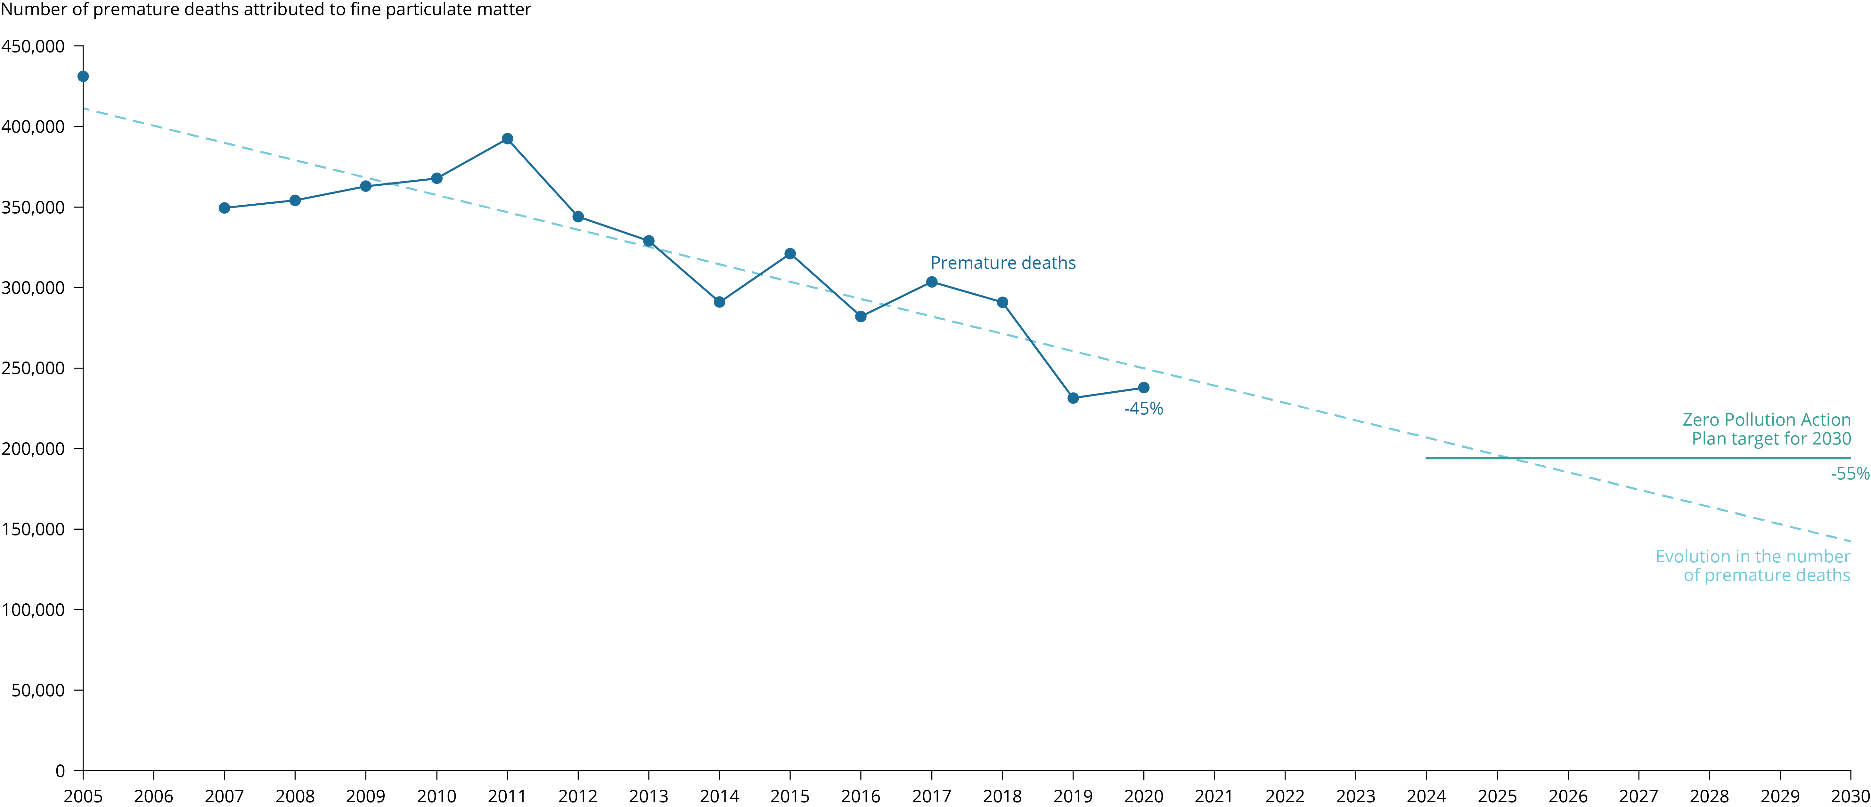 Number of premature deaths attributed to fine particulate matter
450,000
400,000
350,000
300,000
250,000
200,000
150,000
100,000
50,000
0
Premature deaths
-45%
Zero Pollution Action
Plan target for 2030
-55%
Evolution in the number
of premature deaths
2005 2006 2007 2008 2009 2010 2011 2012 2013 2014 2015 2016 2017 2018 2019 2020 2021 2022 2023 2024 2025 2026 2027 2028 2029 2030